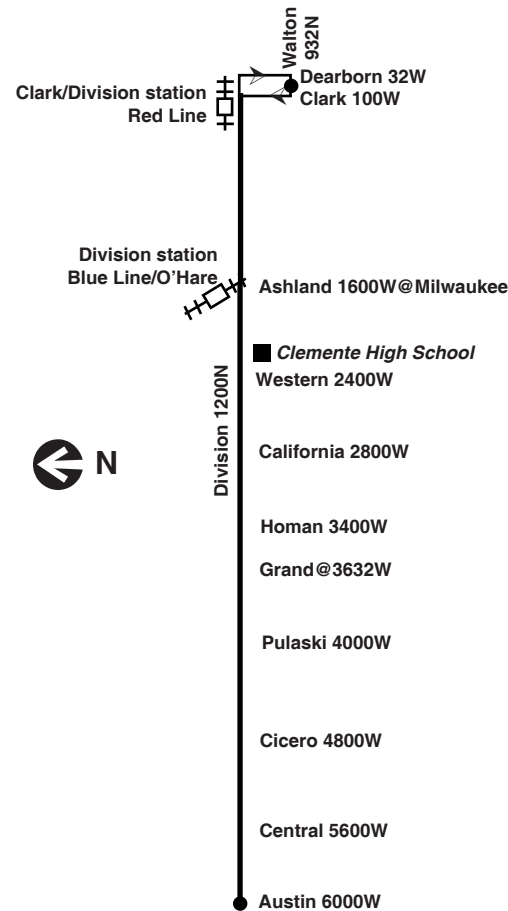 Walton
932N
Dearborn 32W
Clark 100W
Clark/Division station
Red Line
Division station
Blue Line/O'Hare
Ashland 1600W@Milwaukee
Clemente High School
Western 2400W
Division 1200N
California 2800W
N
Homan 3400W
Grand@3632W
Pulaski 4000W
Cicero 4800W
Central 5600W
Austin 6000W